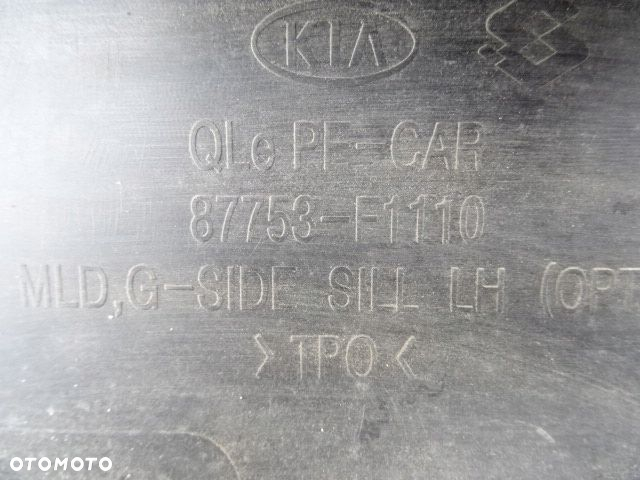 KIA
QLe PE-CAR
87753-F1110
MLD,G-SIDE SILL LH (OPT
>TPO<
OTOMOTO